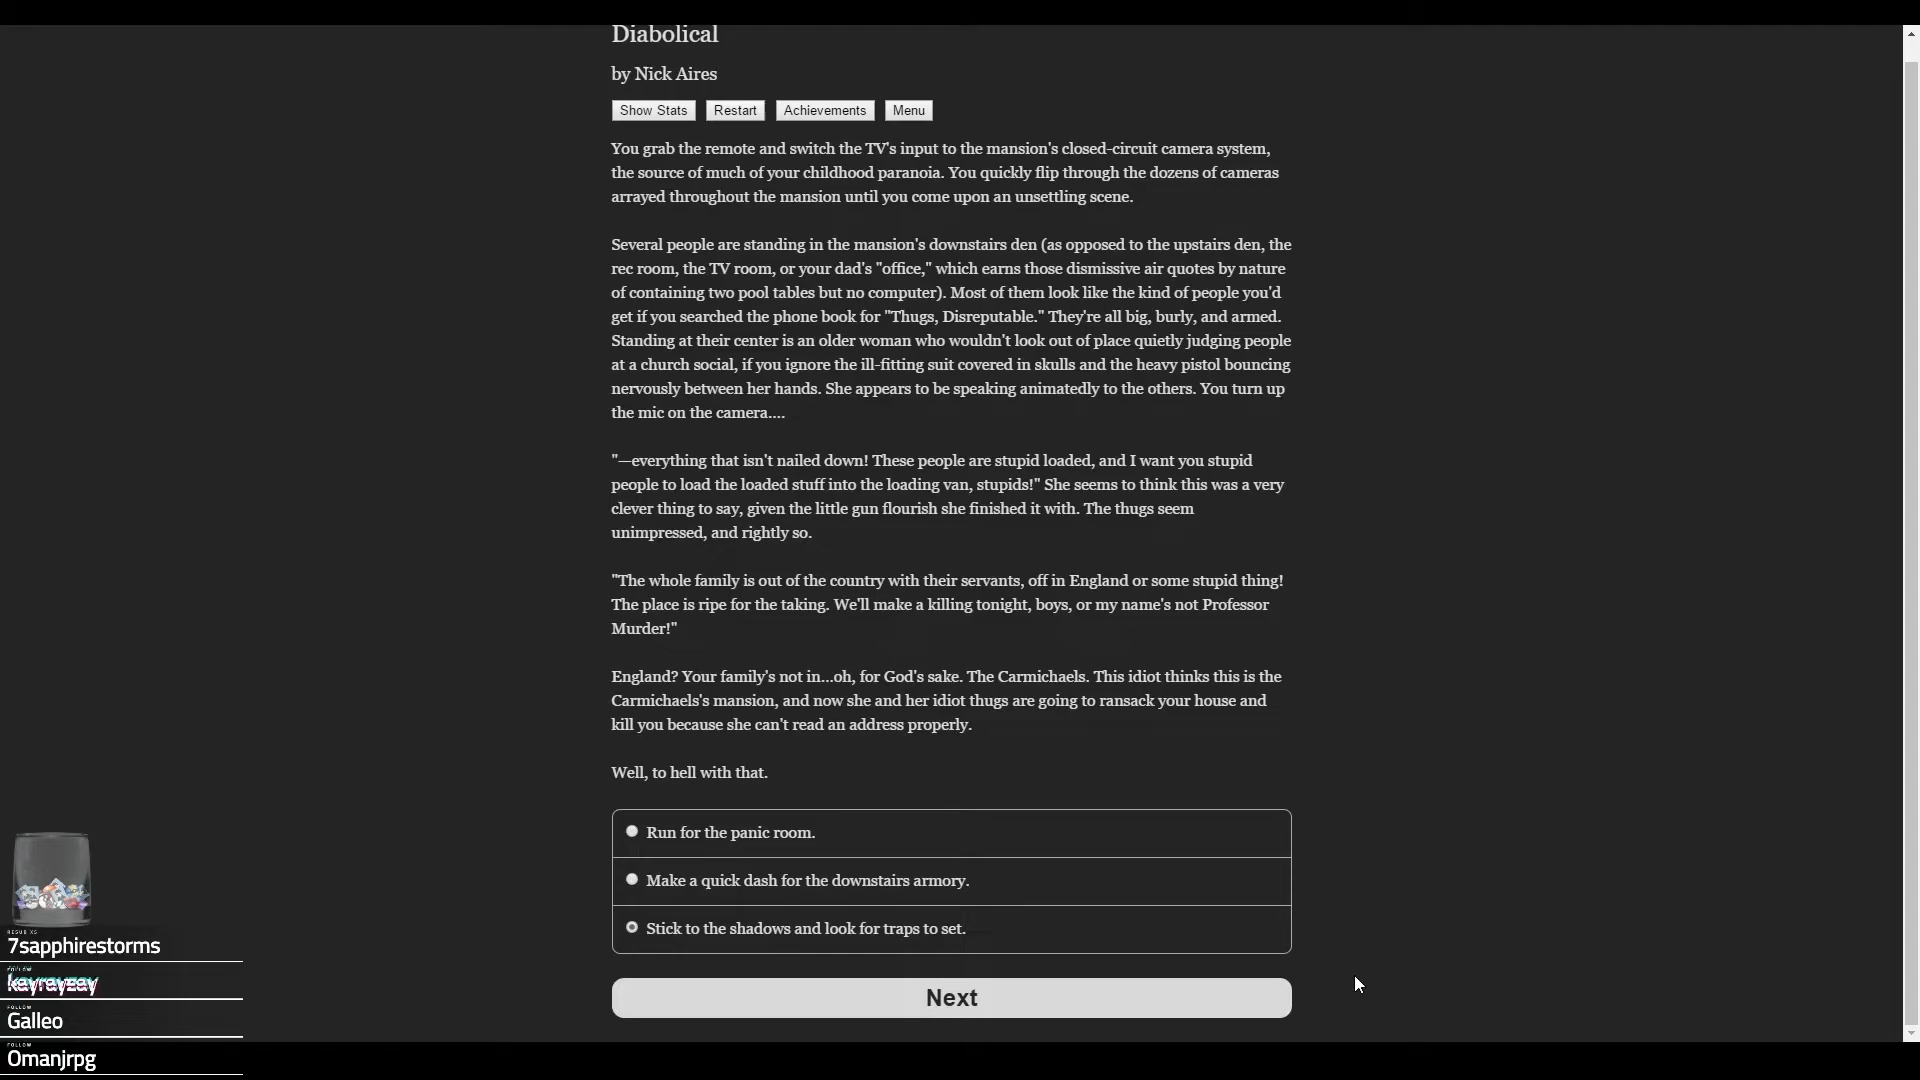 Diabolical
by Nick Aires
Show Stats Restart Achievements Menu
You grab the remote and switch the TV's input to the mansion's closed-circuit camera system,
the source of much of your childhood paranoia. You quickly flip through the dozens of cameras
arrayed throughout the mansion until you come upon an unsettling scene.
Several people are standing in the mansion's downstairs den (as opposed to the upstairs den, the
rec room, the TV room, or your dad's "office," which earns those dismissive air quotes by nature
of containing two pool tables but no computer). Most of them look like the kind of people you'd
get if you searched the phone book for "Thugs, Disreputable." They're all big, burly, and armed.
Standing at their center is an older woman who wouldn't look out of place quietly judging people
at a church social, if you ignore the ill-fitting suit covered in skulls and the heavy pistol bouncing
nervously between her hands. She appears to be speaking animatedly to the others. You turn up
the mic on the camera....
"—everything that isn't nailed down! These people are stupid loaded, and I want you stupid
people to load the loaded stuff into the loading van, stupids!" She seems to think this was a very
clever thing to say, given the little gun flourish she finished it with. The thugs seem
unimpressed, and rightly so.
"The whole family is out of the country with their servants, off in England or some stupid thing!
The place is ripe for the taking. We'll make a killing tonight, boys, or my name's not Professor
Murder!"
England? Your family's not in...oh, for God's sake. The Carmichaels. This idiot thinks this is the
Carmichaels's mansion, and now she and her idiot thugs are going to ransack your house and
kill you because she can't read an address properly.
Well, to hell with that.
Run for the panic room.
Make a quick dash for the downstairs armory.
Stick to the shadows and look for traps to set.
Next
RESUB X5
7sapphirestorms
FOLLOW
kayrayzay
FOLLOW
Galleo
FOLLOW
Omanjrpg